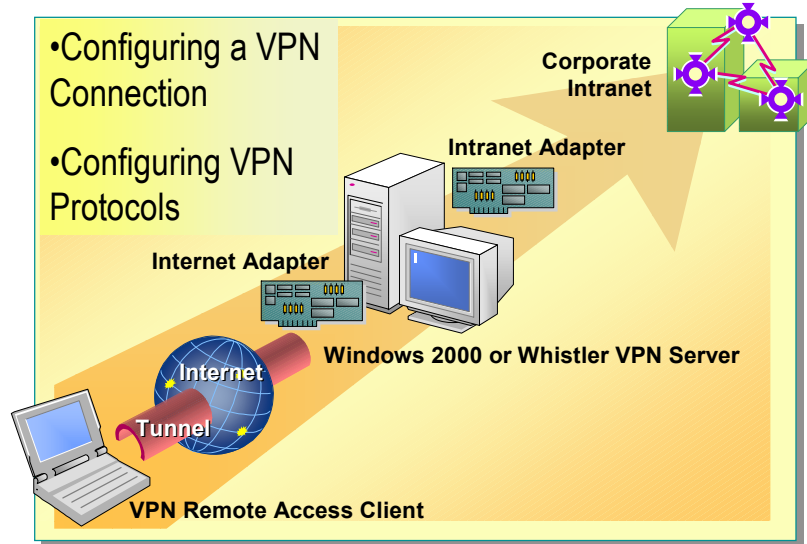 •Configuring a VPN
Connection
•Configuring VPN
Protocols
Corporate
Intranet
Intranet Adapter
Internet Adapter
Windows 2000 or Whistler VPN Server
Internet
Tunnel
VPN Remote Access Client